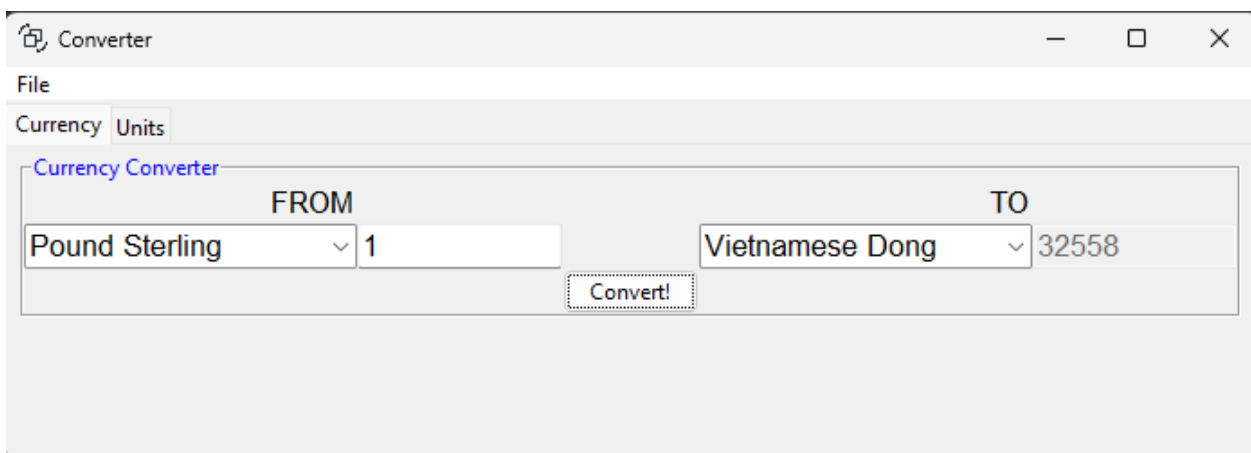 Converter
File
Currency Units
Currency Converter
FROM TO
Pound Sterling 1 Vietnamese Dong 32558
Convert!